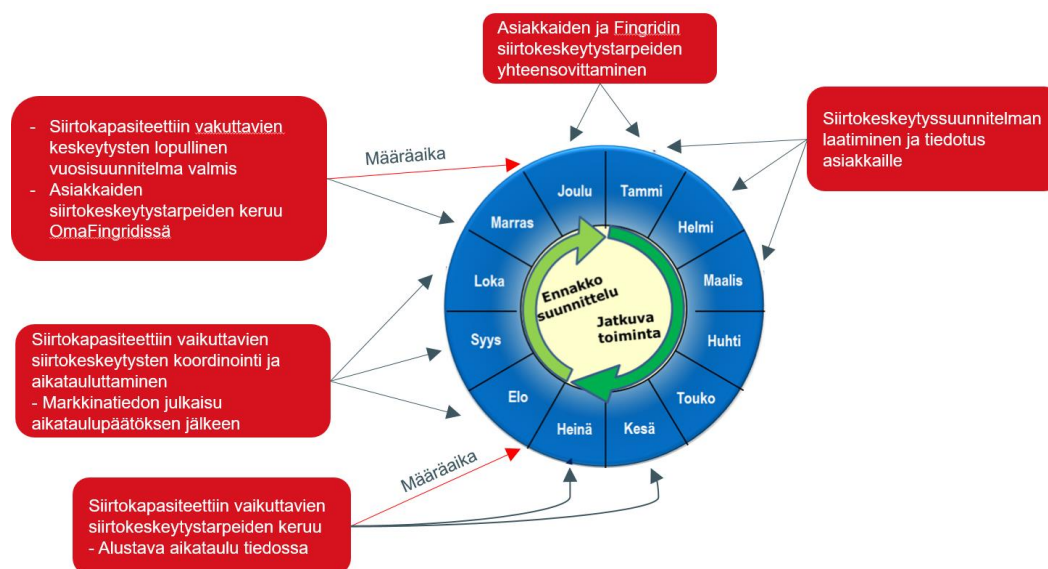 Asiakkaiden ja Fingridin
siirtokeskeytystarpeiden
yhteensovittaminen
- Siirtokapasiteettiin vakuttavien
keskeytysten lopullinen
vuosisuunnitelma valmis
- Asiakkaiden
siirtokeskeytystarpeiden keruu
OmaFingridissä
Määräaika
Siirtokeskeytyssuunnitelman
laatiminen ja tiedotus
asiakkaille
Joulu
Tammi
Marras
Helmi
Loka
Maalis
Ennakko
suunnittelu
Jatkuva
toiminta
Syys
Huhti
Elo
Touko
Heinä
Kesä
Siirtokapasiteettiin vaikuttavien
siirtokeskeytysten koordinointi ja
aikatauluttaminen
- Markkinatiedon julkaisu
aikataulupäätöksen jälkeen
Määräaika
Siirtokapasiteettiin vaikuttavien
siirtokeskeytystarpeiden keruu
- Alustava aikataulu tiedossa